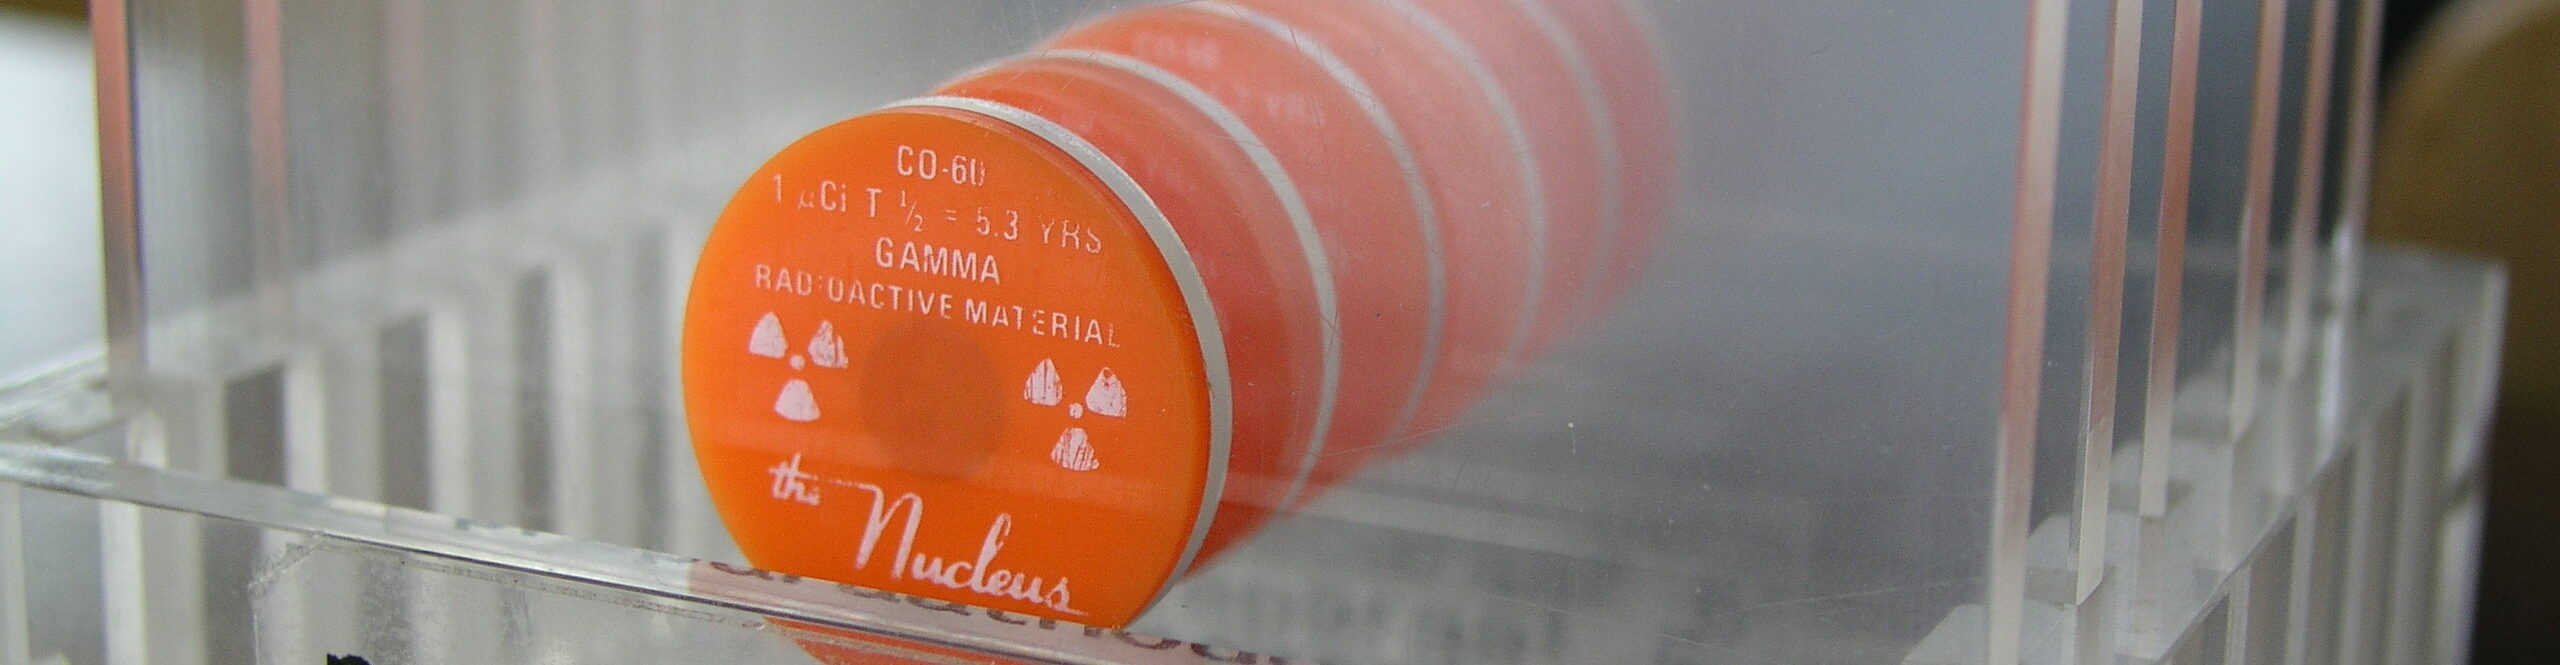 CO-60
1 µCi T ½ = 5.3 YRS
GAMMA
RADIOACTIVE MATERIAL
the Nucleus